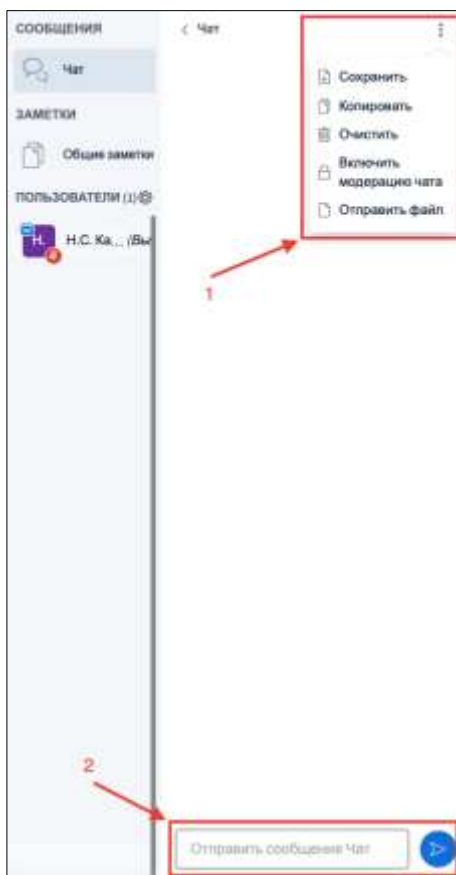 СООБЩЕНИЯ
Чат
ЗАМЕТКИ
Общие заметки
ПОЛЬЗОВАТЕЛИ (1)
Н.
Н.С. Ка... (Вы
< Чат
Сохранить
Копировать
Очистить
Включить
модерацию чата
Отправить файл
1
2
Отправить сообщение Чат